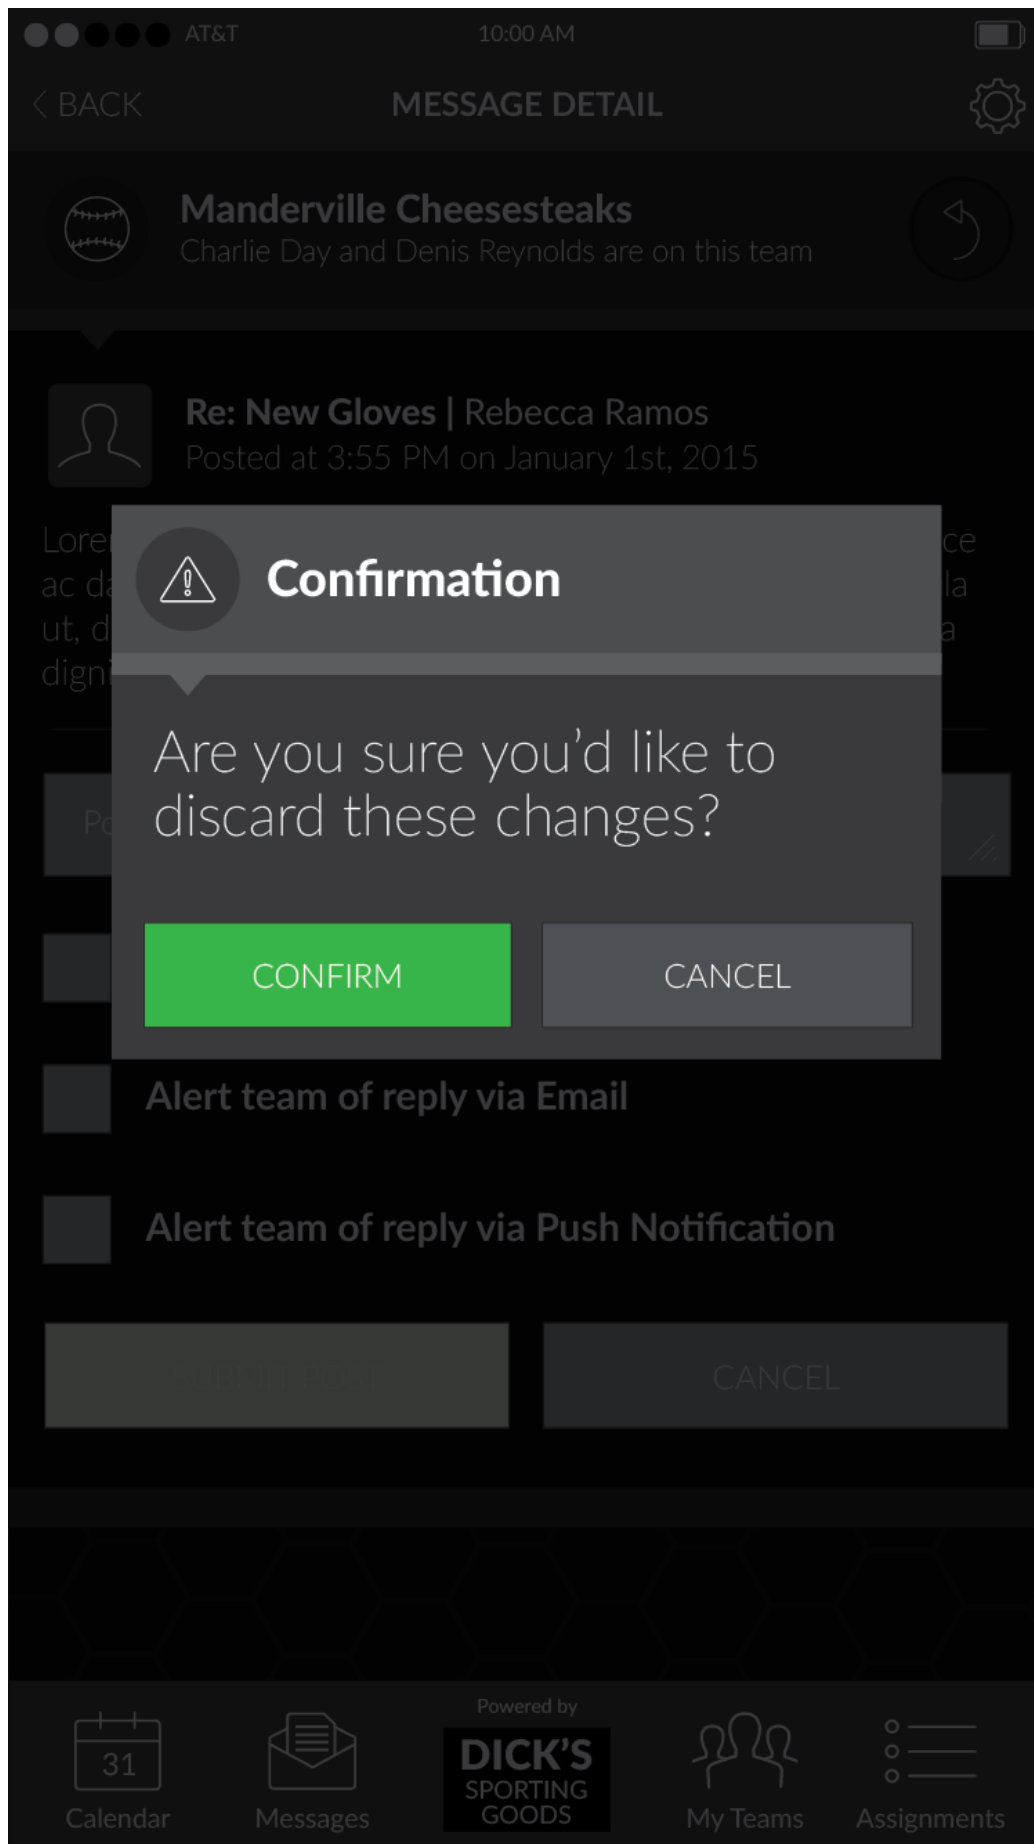 AT&T 10:00 AM
BACK MESSAGE DETAIL
Manderville Cheesesteaks
Charlie Day and Denis Reynolds are on this team
Re: New Gloves | Rebecca Ramos
Posted at 3:55 PM on January 1st, 2015
Confirmation
Are you sure you'd like to
discard these changes?
CONFIRM CANCEL
Alert team of reply via Email
Alert team of reply via Push Notification
SUBMIT POST CANCEL
Powered by
DICK'S
SPORTING
GOODS
31
Calendar Messages My Teams Assignments